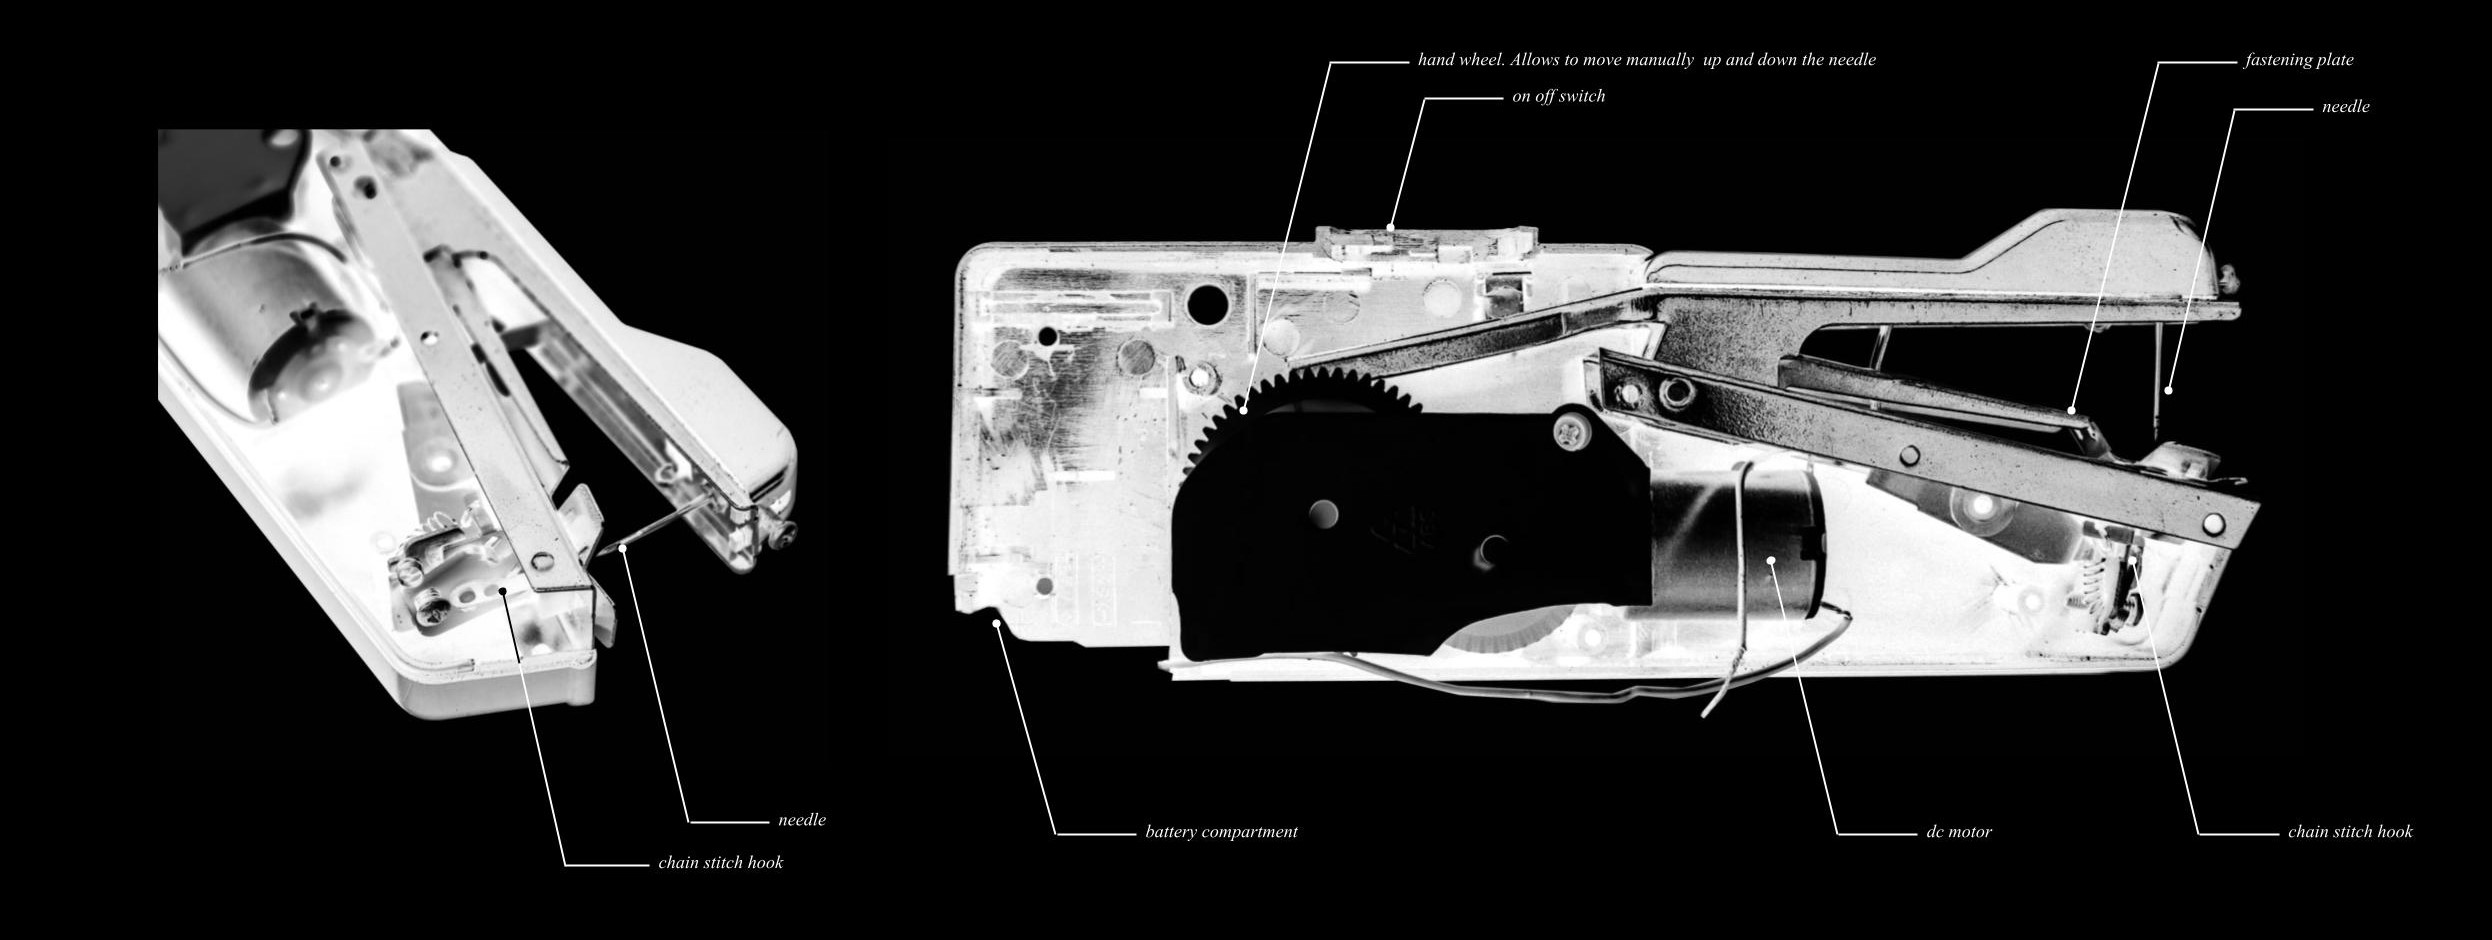 hand wheel. Allows to move manually  up and down the needle
fastening plate
on off switch
needle
needle
battery compartment
dc motor
chain stitch hook
chain stitch hook